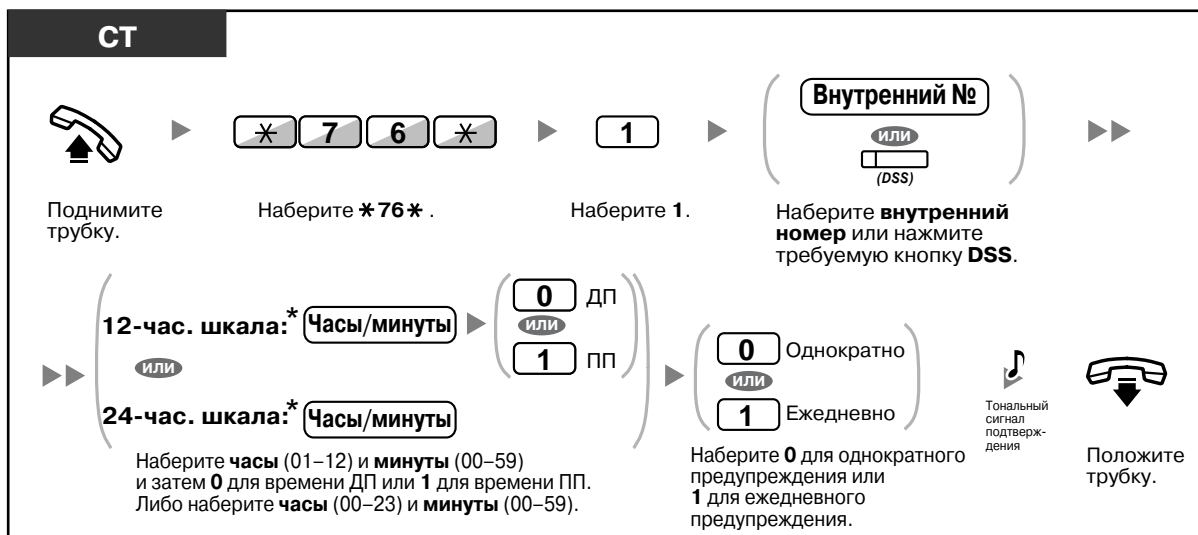 СТ
* 7 6 *
1
Внутренний №
или
(DSS)
Поднимите
трубку.
Наберите *76* .
Наберите 1.
Наберите внутренний
номер или нажмите
требуемую кнопку DSS.
12-час. шкала:* Часы/минуты
0 ДП
или
1 ПП
или
24-час. шкала:* Часы/минуты
Наберите часы (01–12) и минуты (00–59)
и затем 0 для времени ДП или 1 для времени ПП.
Либо наберите часы (00–23) и минуты (00–59).
0 Однократно
или
1 Ежедневно
Наберите 0 для однократного
предупреждения или
1 для ежедневного
предупреждения.
Тональный
сигнал
подтверж-
дения
Положите
трубку.